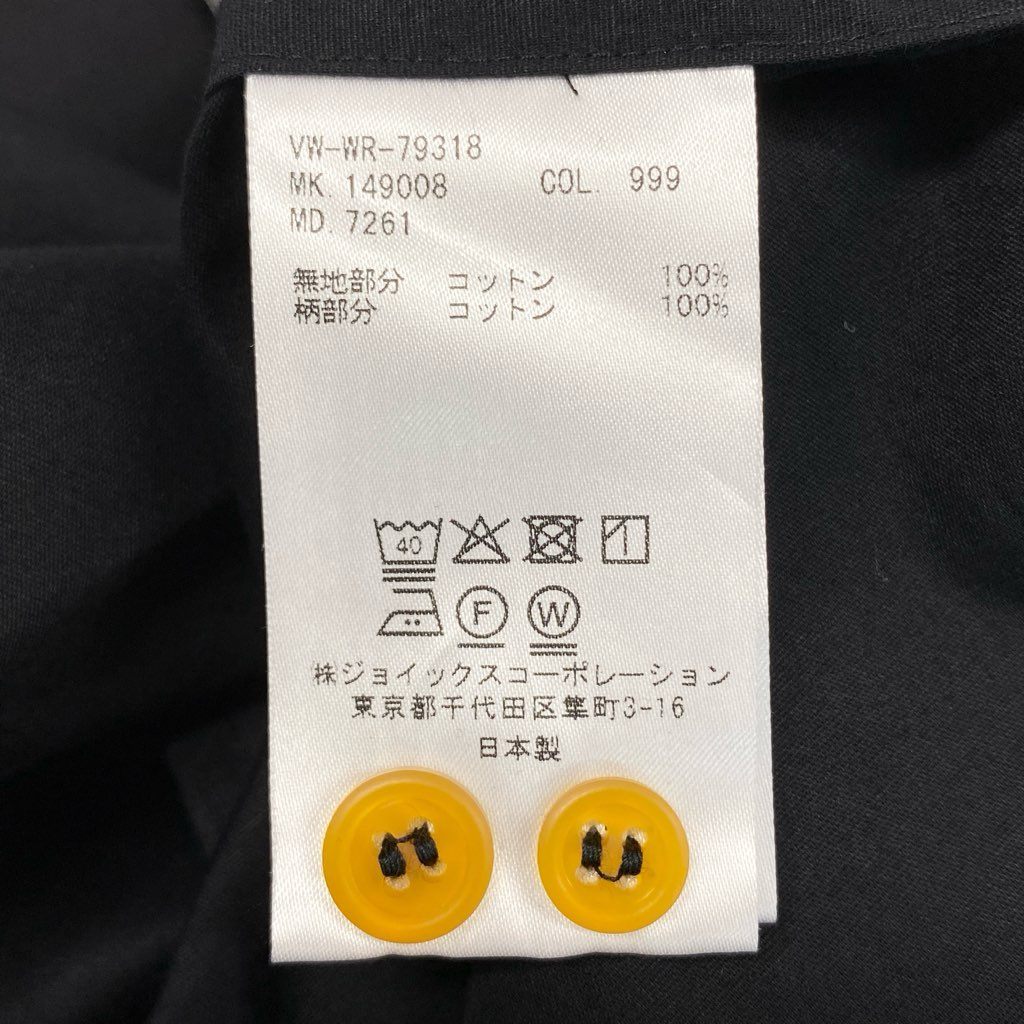 VW-WR-79318
MK. 149008 COL. 999
MD. 7261
無地部分 コットン 100%
柄部分 コットン 100%
40
F W
株ジョイックスコーポレーション
東京都千代田区隼町3-16
日本製